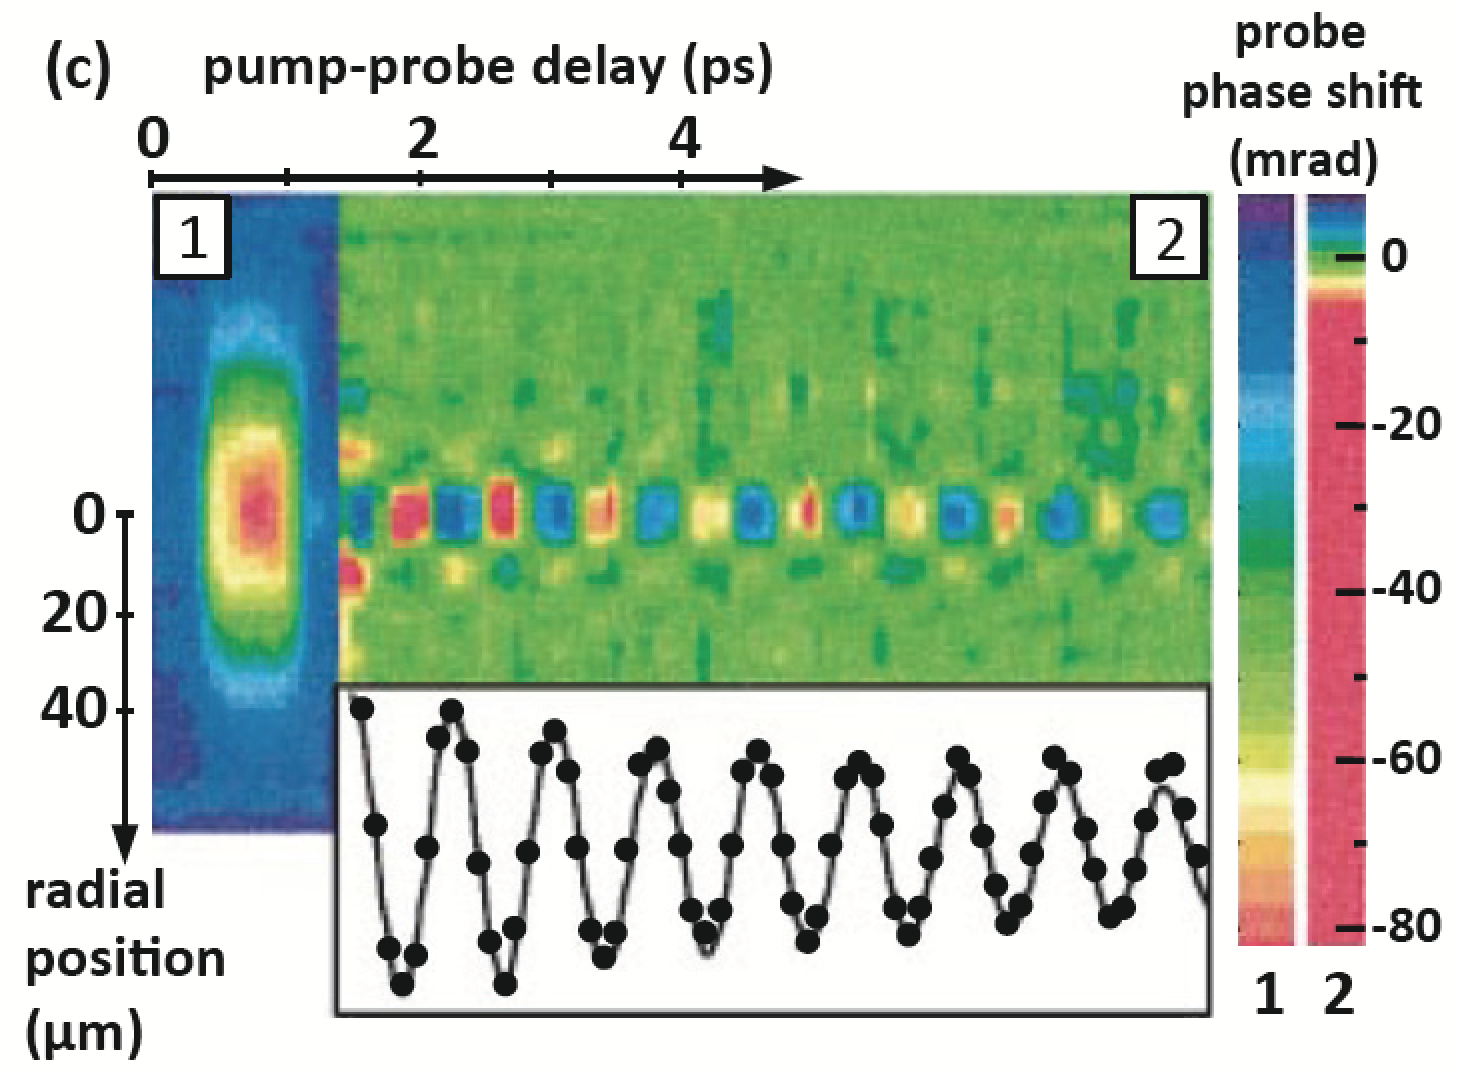 (c) pump-probe delay (ps)
0 2 4
probe
phase shift
(mrad)
1
2
0
-20
-40
-60
-80
0
20
40
radial
position
(μm)
1 2